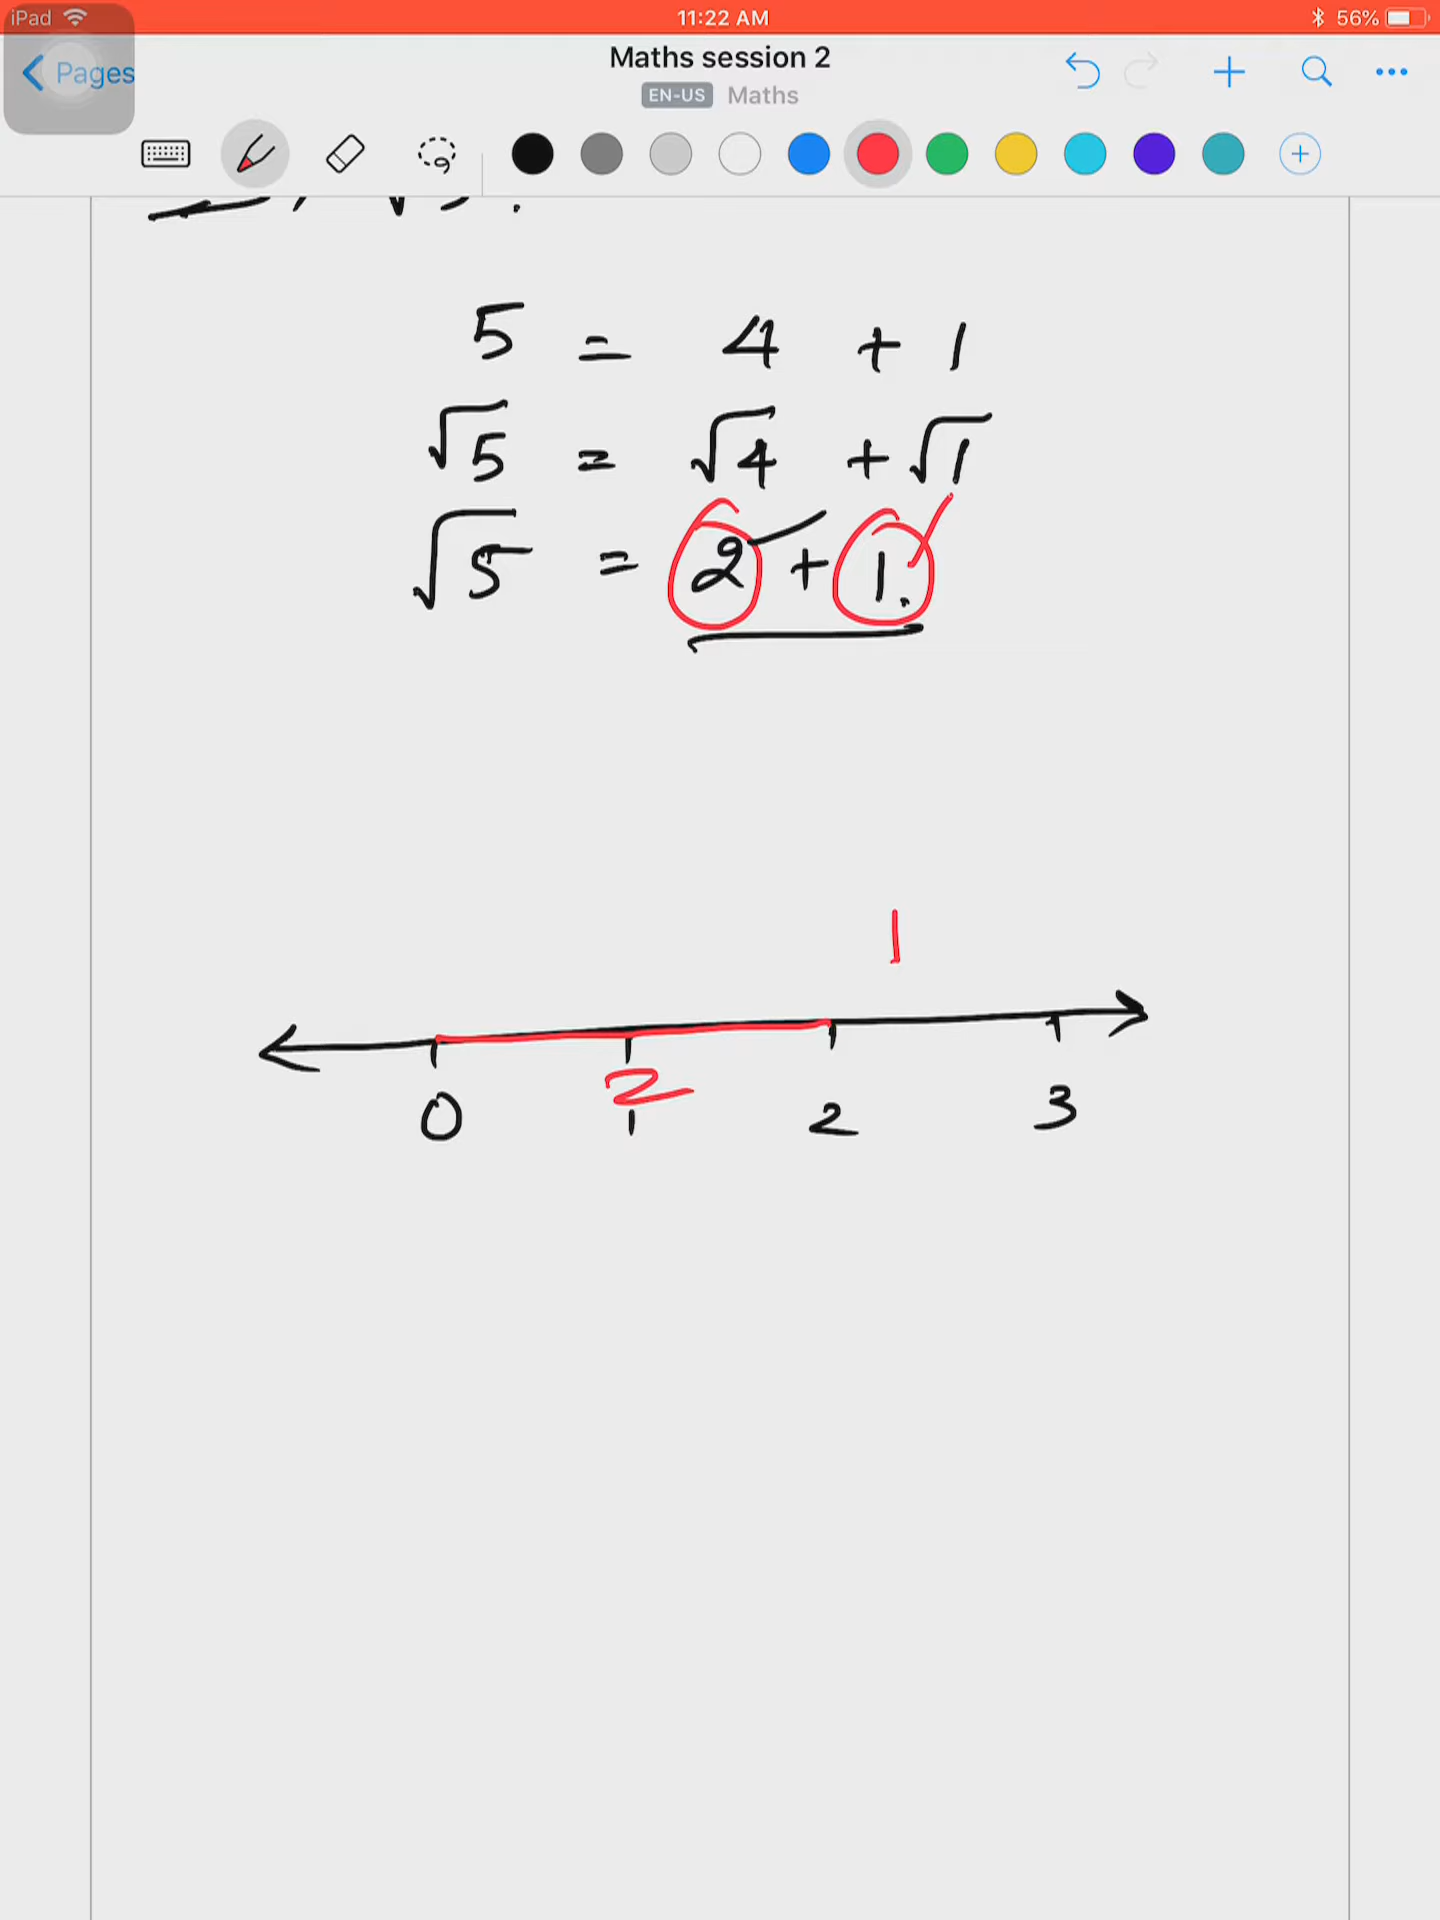 iPad 11:22 AM 56%
Pages Maths session 2
EN-US Maths
5 = 4 + 1
√5 = √4 + √1
√5 = 2 + 1.
1
2
0 1 2 3